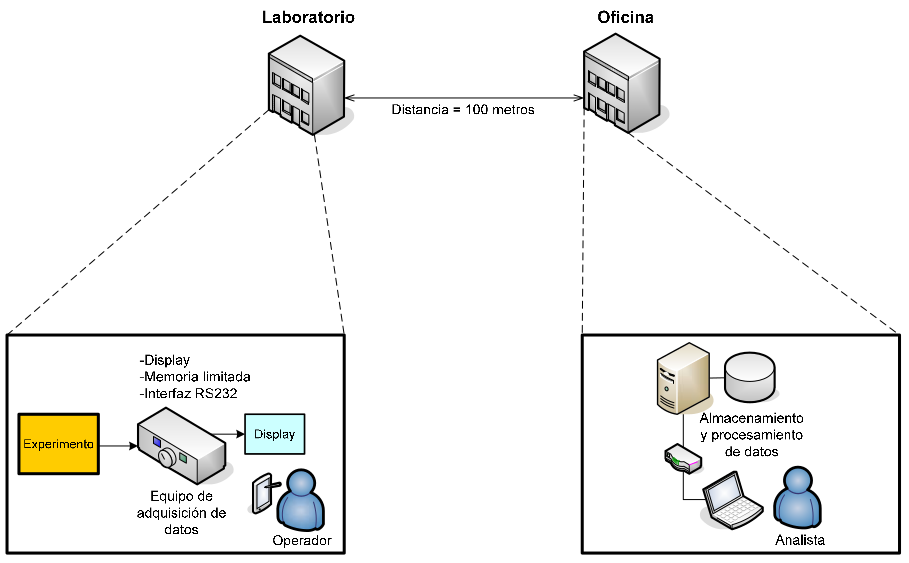 Laboratorio
Oficina
Distancia = 100 metros
-Display
-Memoria limitada
-Interfaz RS232
Experimento
Display
Equipo de
adquisición de
datos
Operador
Almacenamiento
y procesamiento
de datos
Analista